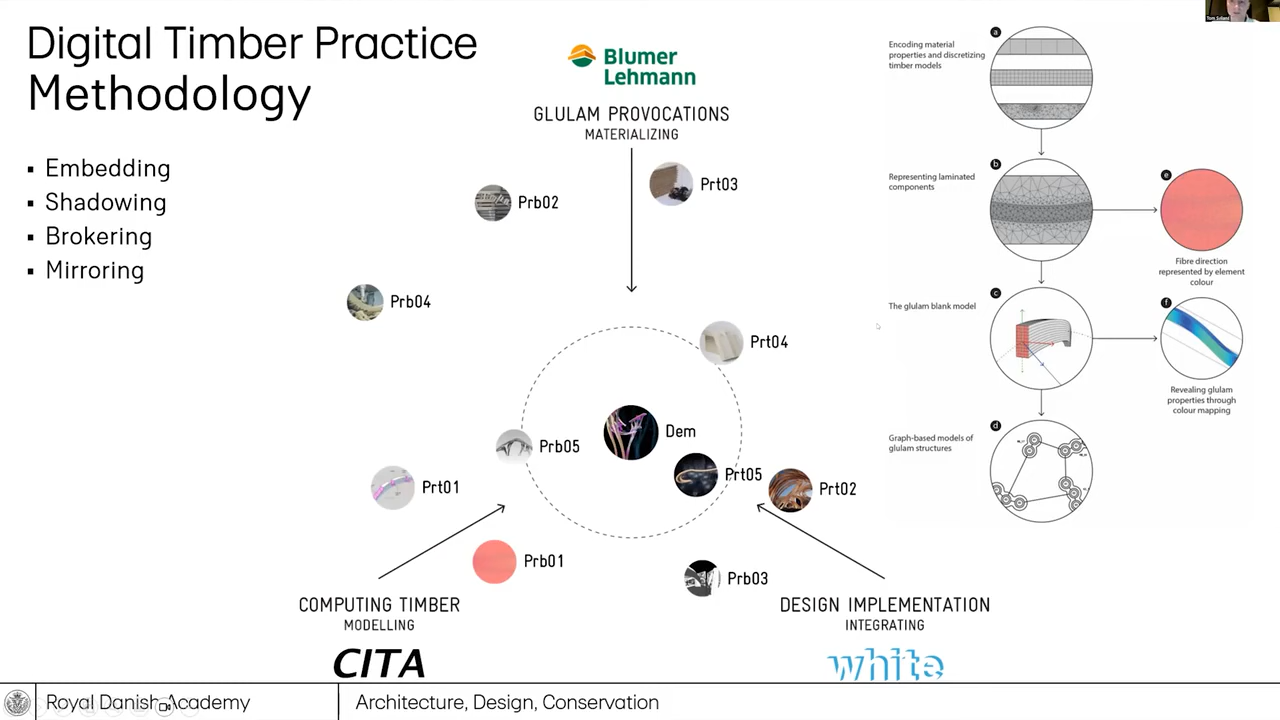 Digital Timber Practice
Methodology
▪ Embedding
▪ Shadowing
▪ Brokering
▪ Mirroring
Blumer
Lehmann
GLULAM PROVOCATIONS
MATERIALIZING
Prb02
Prt03
Prb04
Prt04
Dem
Prb05
Prt05
Prt01
Prt02
Prb01
Prb03
COMPUTING TIMBER
MODELLING
CITA
DESIGN IMPLEMENTATION
INTEGRATING
white
a
Encoding material
properties and discretizing
timber models
b
Representing laminated
components
e
Fibre direction
represented by element
colour
c
The glulam blank model
f
Revealing glulam
properties through
colour mapping
d
Graph-based models of
glulam structures
Royal Danish Academy
Architecture, Design, Conservation